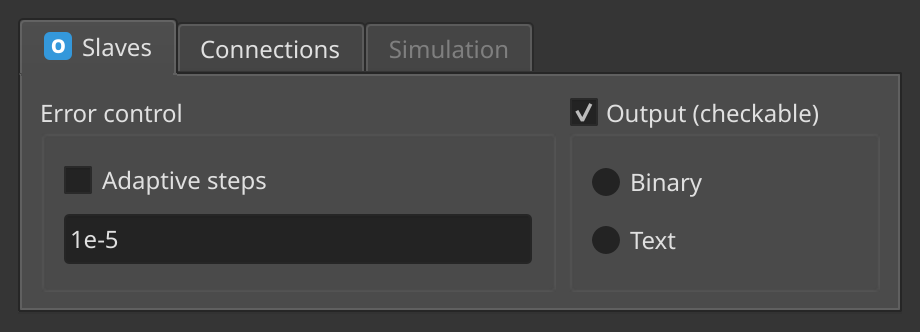 O Slaves
Connections
Simulation
Error control
Adaptive steps
1e-5
Output (checkable)
Binary
Text